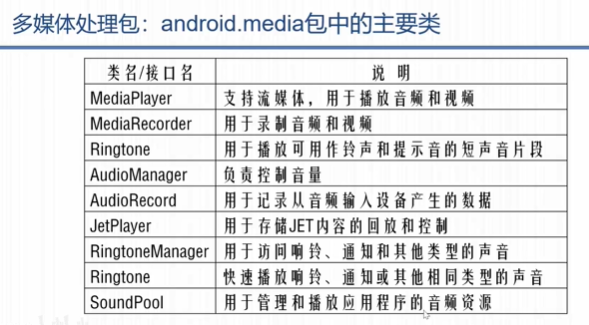 多媒体处理包：android.media包中的主要类
类名/接口名 说明
MediaPlayer 支持流媒体，用于播放音频和视频
MediaRecorder 用于录制音频和视频
Ringtone 用于播放可用作铃声和提示音的短声音片段
AudioManager 负责控制音量
AudioRecord 用于记录从音频输入设备产生的数据
JetPlayer 用于存储JET内容的回放和控制
RingtoneManager 用于访问响铃、通知和其他类型的声音
Ringtone 快速播放响铃、通知或其他相同类型的声音
SoundPool 用于管理和播放应用程序的音频资源